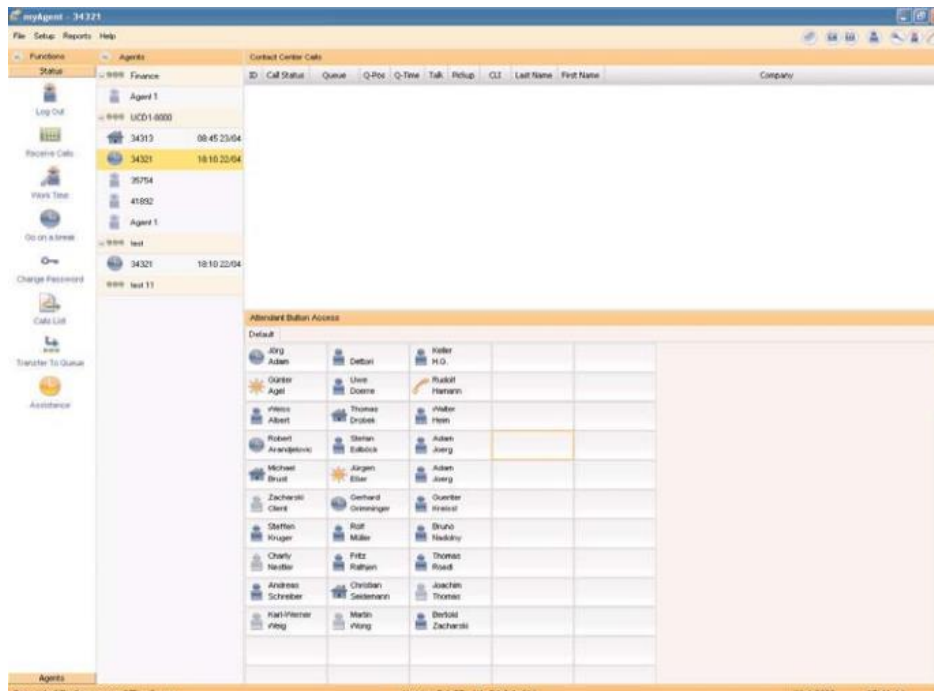 myAgent - 34321
File Setup Reports Help
Functions
Agents
Contact Center Calls
Status
Finance
ID Call Status Queue Q-Pos Q-Time Talk Pickup CLI Last Name First Name Company
Agent 1
Log Out
UCD1-6000
34313 08:45 23/04
Receive Calls
34321 18:10 22/04
35754
Work Time
41892
Agent 1
Go on a break
test
34321 18:10 22/04
Change Password
test 11
Calls List
Attendant Button Access
Default
Transfer To Queue
Assistance
Jörg
Adam
Dettori
Keller
H.G.
Günter
Agel
Uwe
Doerre
Rudolf
Hamann
Weiss
Albert
Thomas
Drobek
Walter
Hein
Robert
Arandjelovic
Stefan
Edlböck
Adam
Joerg
Michael
Brust
Jürgen
Etier
Adam
Joerg
Zacharski
Client
Gerhard
Grimminger
Guenter
Kreissl
Steffen
Kruger
Rolf
Müller
Bruno
Nadolny
Charly
Nestler
Fritz
Rathjen
Thomas
Roedl
Andreas
Schreiber
Christian
Seidemann
Joachim
Thomas
Karl-Werner
Weig
Martin
Wong
Bertold
Zacharski
Agents